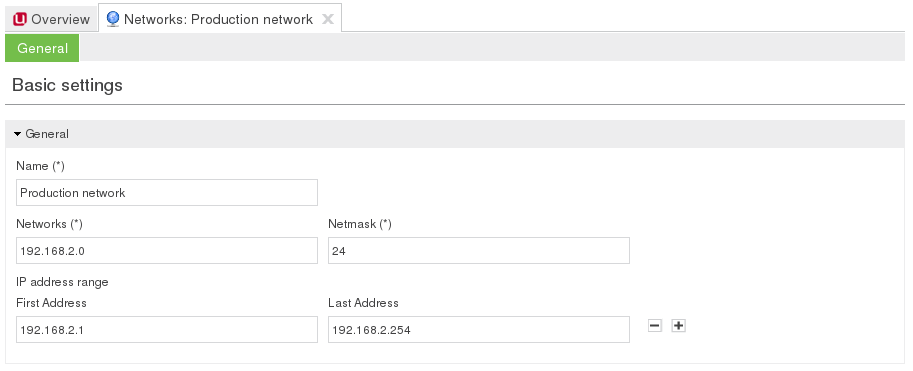 Overview Networks: Production network
General
Basic settings
General
Name (*)
Production network
Networks (*) Netmask (*)
192.168.2.0 24
IP address range
First Address Last Address
192.168.2.1 192.168.2.254